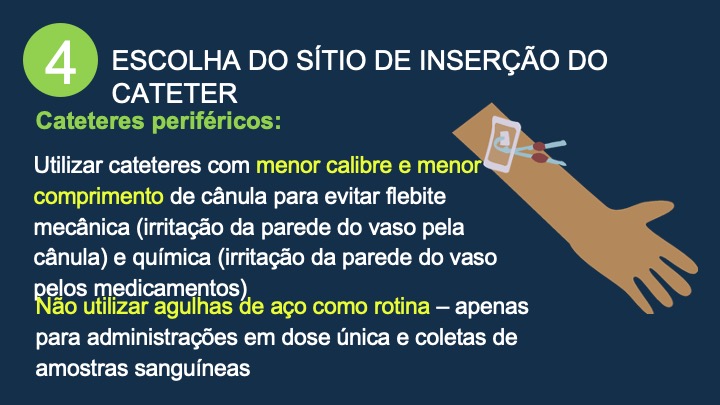 4
ESCOLHA DO SÍTIO DE INSERÇÃO DO
CATETER
Cateteres periféricos:
Utilizar cateteres com menor calibre e menor
comprimento de cânula para evitar flebite
mecânica (irritação da parede do vaso pela
cânula) e química (irritação da parede do vaso
pelos medicamentos)
Não utilizar agulhas de aço como rotina – apenas
para administrações em dose única e coletas de
amostras sanguíneas